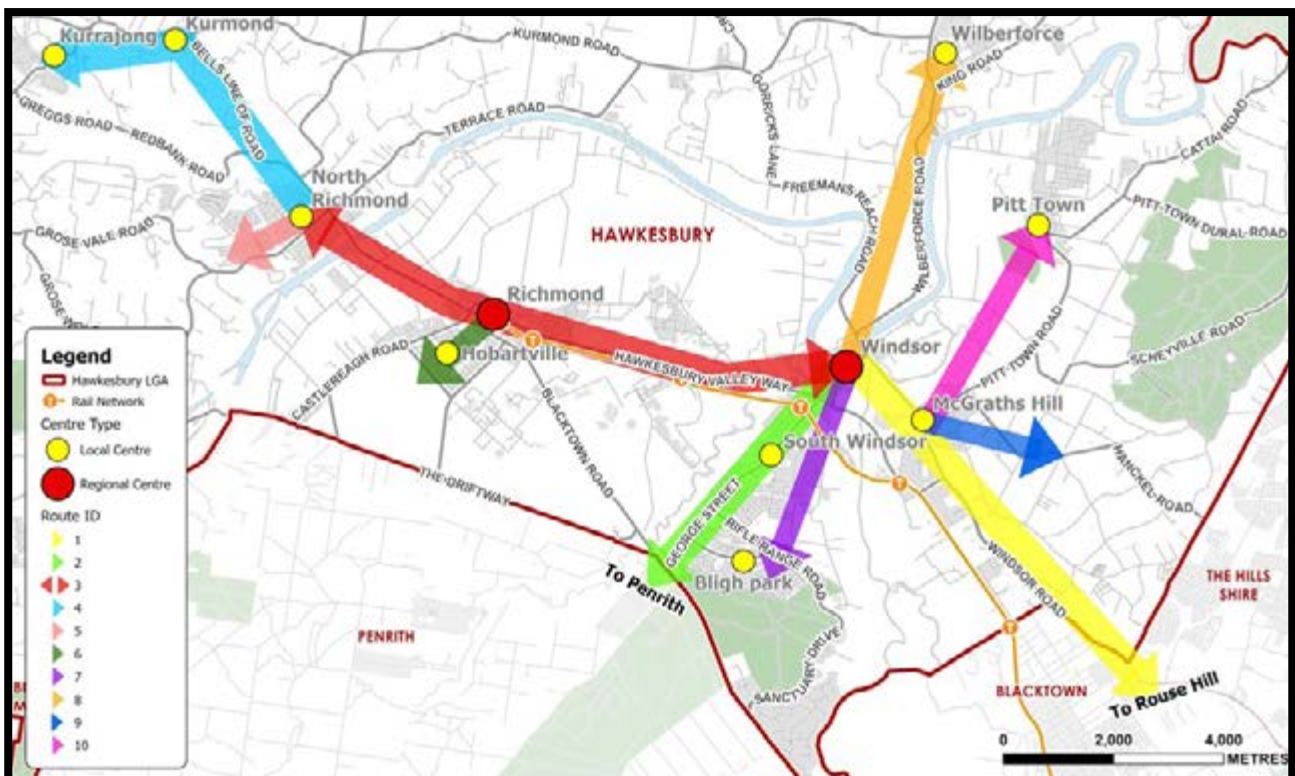 Kurrajong
Kurmond
BELLS LINE OF ROAD
KURMOND ROAD
GORRICKS LANE
Wilberforce
KING ROAD
GREGGS ROAD
REDBANK ROAD
TERRACE ROAD
CATTAI ROAD
North
Richmond
FREEMANS REACH ROAD
WILBERFORCE ROAD
Pitt Town
PITT-TOWN DURAL-ROAD
GROSE VALE ROAD
HAWKESBURY
Richmond
Hobartville
CASTLEREAGH ROAD
HAWKESBURY VALLEY WAY
Windsor
PITT-TOWN ROAD
SCHEYVILLE ROAD
McGraths Hill
BLACKTOWN ROAD
South Windsor
THE-DRIFTWAY
GEORGE STREET
RIFLE RANGE ROAD
HANCKEL-ROAD
Bligh park
WINDSOR ROAD
To Penrith
THE HILLS
SHIRE
PENRITH
SANCTUARY-DRIVE
BLACKTOWN
To Rouse Hill
Legend
Hawkesbury LGA
T Rail Network
Centre Type
Local Centre
Regional Centre
Route ID
1
2
3
4
5
6
7
8
9
10
T
T
T
T
T
0 2,000 4,000
METRES